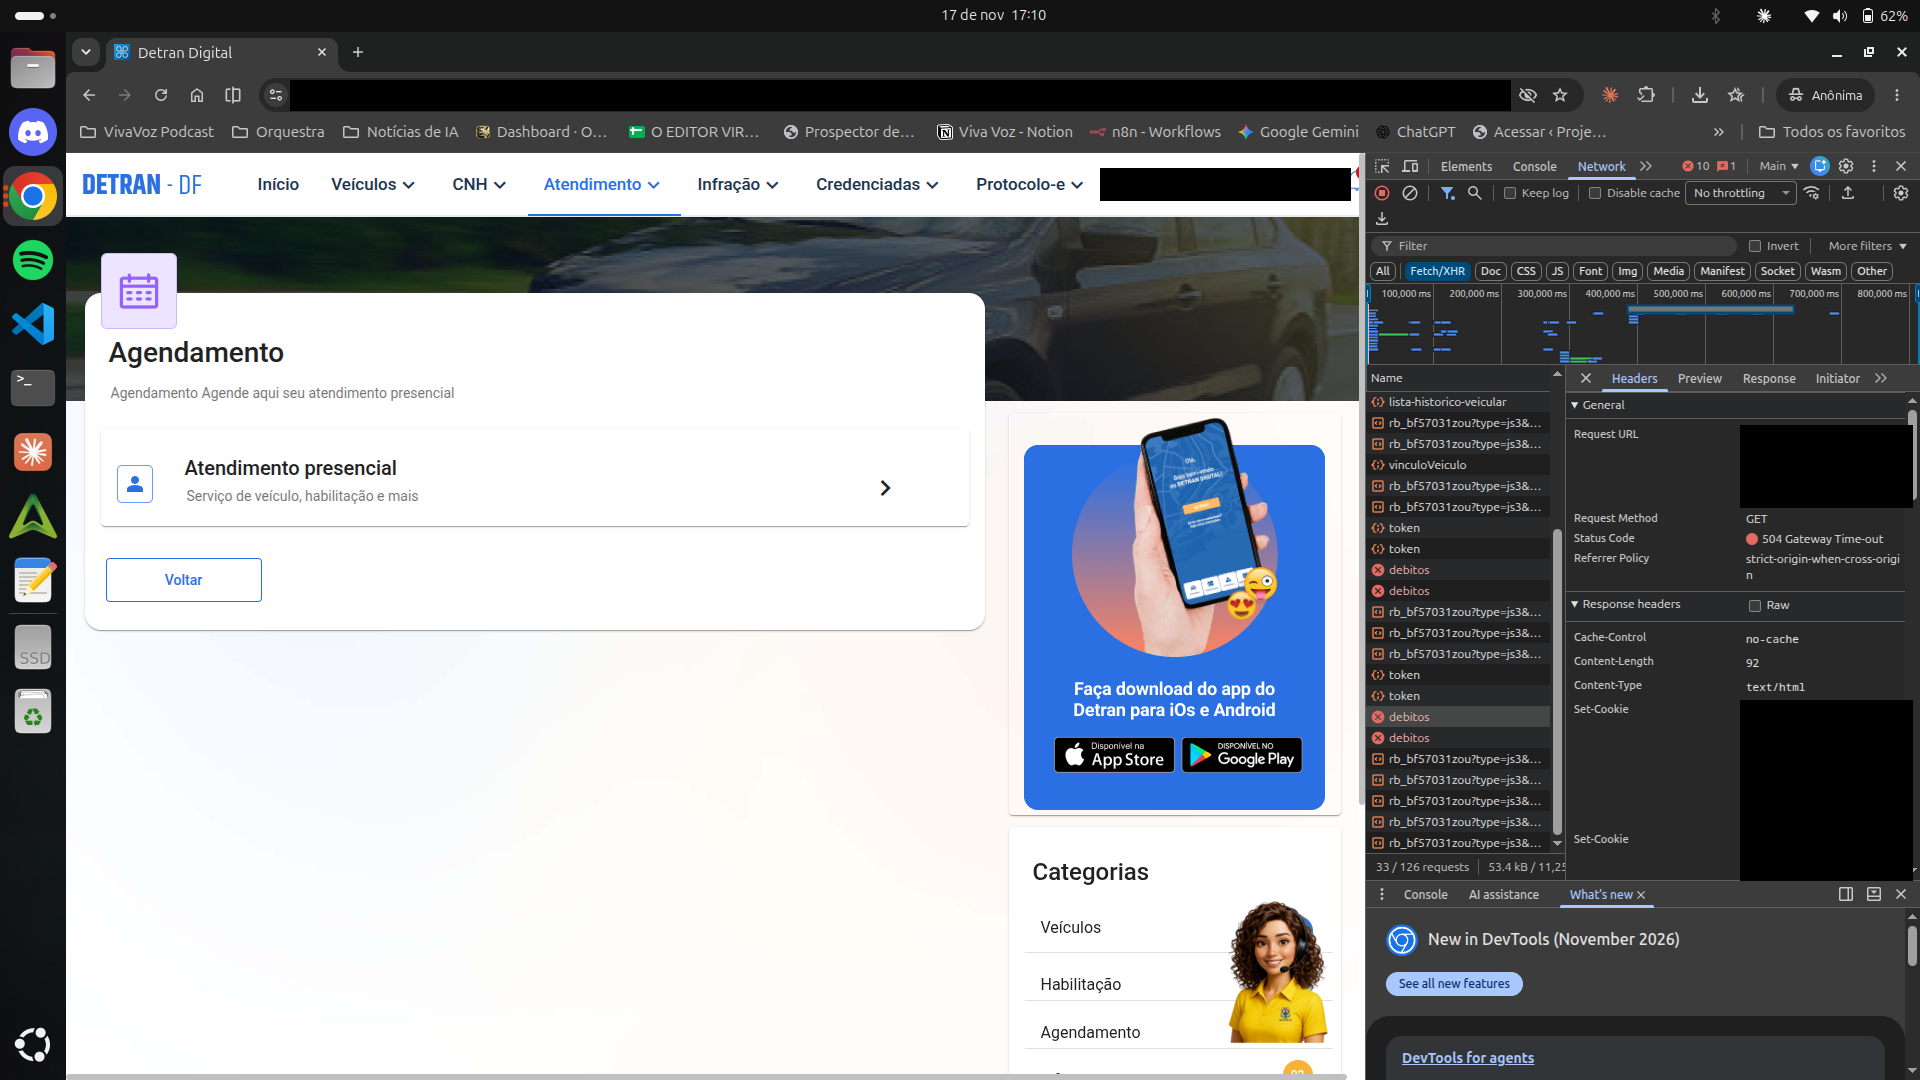 17 de nov 17:10
62%
Detran Digital
Anônima
VivaVoz Podcast
Orquestra
Notícias de IA
Dashboard · O…
O EDITOR VIR…
Prospector de…
Viva Voz - Notion
n8n - Workflows
Google Gemini
ChatGPT
Acessar ‹ Proje…
Todos os favoritos
DETRAN - DF
Início
Veículos
CNH
Atendimento
Infração
Credenciadas
Protocolo-e
Agendamento
Agendamento Agende aqui seu atendimento presencial
Atendimento presencial
Serviço de veículo, habilitação e mais
Voltar
Faça download do app do
Detran para iOs e Android
Disponível na
App Store
DISPONÍVEL NO
Google Play
Categorias
Veículos
Habilitação
Agendamento
SSD
Elements
Console
Network
10
1
Main
Keep log
Disable cache
No throttling
Filter
Invert
More filters
All
Fetch/XHR
Doc
CSS
JS
Font
Img
Media
Manifest
Socket
Wasm
Other
100,000 ms
200,000 ms
300,000 ms
400,000 ms
500,000 ms
600,000 ms
700,000 ms
800,000 ms
Name
lista-historico-veicular
rb_bf57031zou?type=js3&…
rb_bf57031zou?type=js3&…
vinculoVeiculo
rb_bf57031zou?type=js3&…
rb_bf57031zou?type=js3&…
token
token
debitos
debitos
rb_bf57031zou?type=js3&…
rb_bf57031zou?type=js3&…
rb_bf57031zou?type=js3&…
token
token
debitos
debitos
rb_bf57031zou?type=js3&…
rb_bf57031zou?type=js3&…
rb_bf57031zou?type=js3&…
rb_bf57031zou?type=js3&…
rb_bf57031zou?type=js3&…
33 / 126 requests
53.4 kB / 11,25
Headers
Preview
Response
Initiator
General
Request URL
Request Method
GET
Status Code
504 Gateway Time-out
Referrer Policy
strict-origin-when-cross-origi
n
Response headers
Raw
Cache-Control
no-cache
Content-Length
92
Content-Type
text/html
Set-Cookie
Set-Cookie
Console
AI assistance
What's new
New in DevTools (November 2026)
See all new features
DevTools for agents